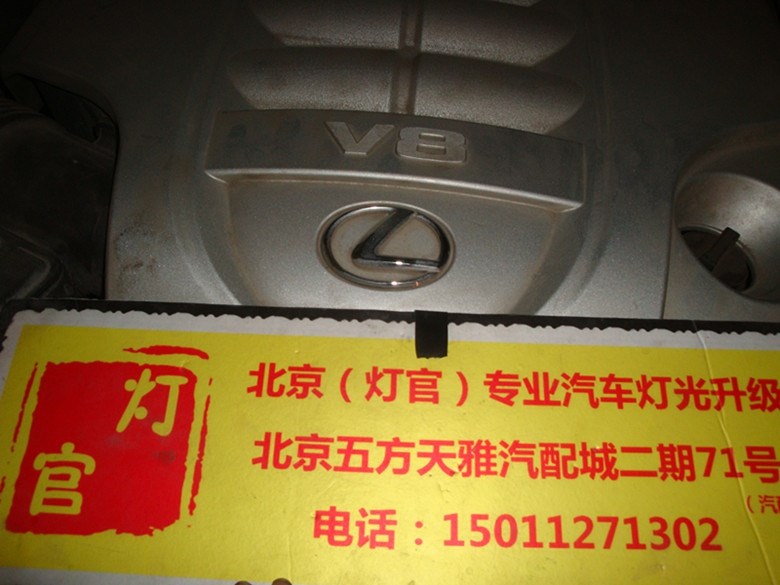 V8
灯官
北京（灯官）专业汽车灯光升级
北京五方天雅汽配城二期71号
（汽
电话：15011271302